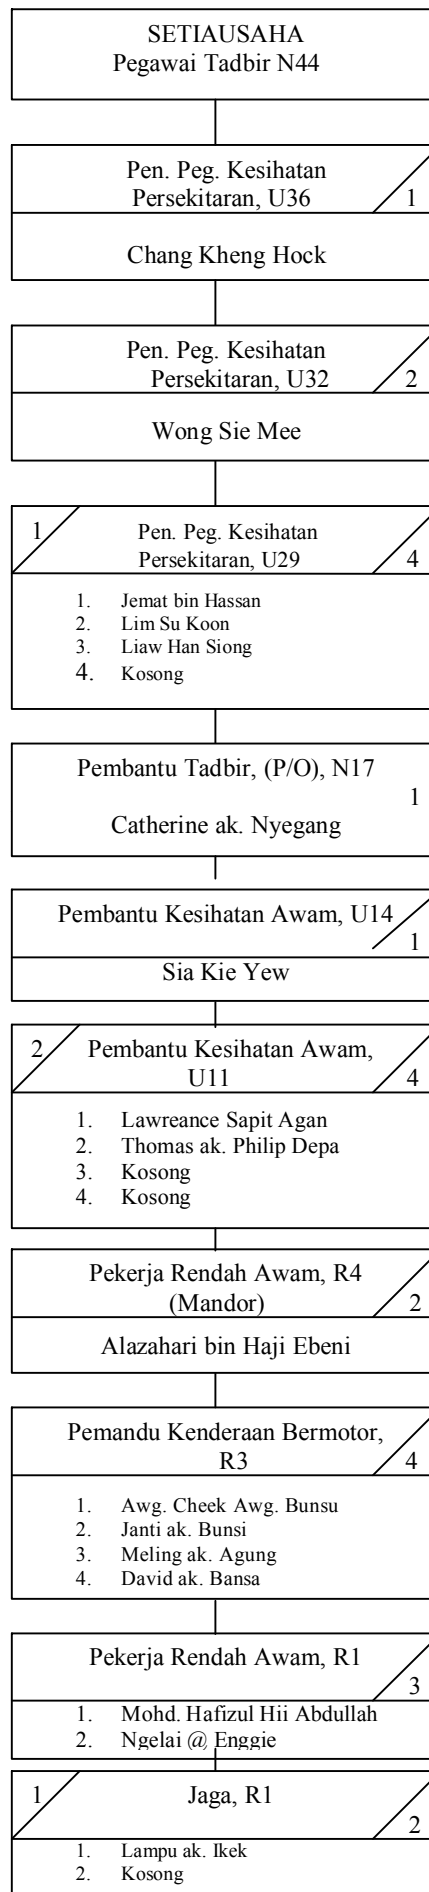 SETIAUSAHA
Pegawai Tadbir N44
Pen. Peg. Kesihatan
Persekitaran, U36
1
Chang Kheng Hock
Pen. Peg. Kesihatan
Persekitaran, U32
2
Wong Sie Mee
1
Pen. Peg. Kesihatan
Persekitaran, U29
4
1. Jemat bin Hassan
2. Lim Su Koon
3. Liaw Han Siong
4. Kosong
Pembantu Tadbir, (P/O), N17
1
Catherine ak. Nyegang
Pembantu Kesihatan Awam, U14
1
Sia Kie Yew
2
Pembantu Kesihatan Awam,
U11
4
1. Lawreance Sapit Agan
2. Thomas ak. Philip Depa
3. Kosong
4. Kosong
Pekerja Rendah Awam, R4
(Mandor)
2
Alazahari bin Haji Ebeni
Pemandu Kenderaan Bermotor,
R3
4
1. Awg. Cheek Awg. Bunsu
2. Janti ak. Bunsi
3. Meling ak. Agung
4. David ak. Bansa
Pekerja Rendah Awam, R1
3
1. Mohd. Hafizul Hii Abdullah
2. Ngelai @ Enggie
1
Jaga, R1
2
1. Lampu ak. Ikek
2. Kosong